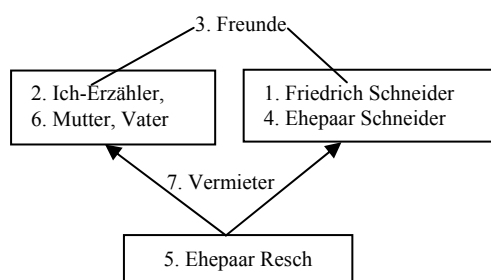 3. Freunde
2. Ich-Erzähler,
6. Mutter, Vater
1. Friedrich Schneider
4. Ehepaar Schneider
7. Vermieter
5. Ehepaar Resch